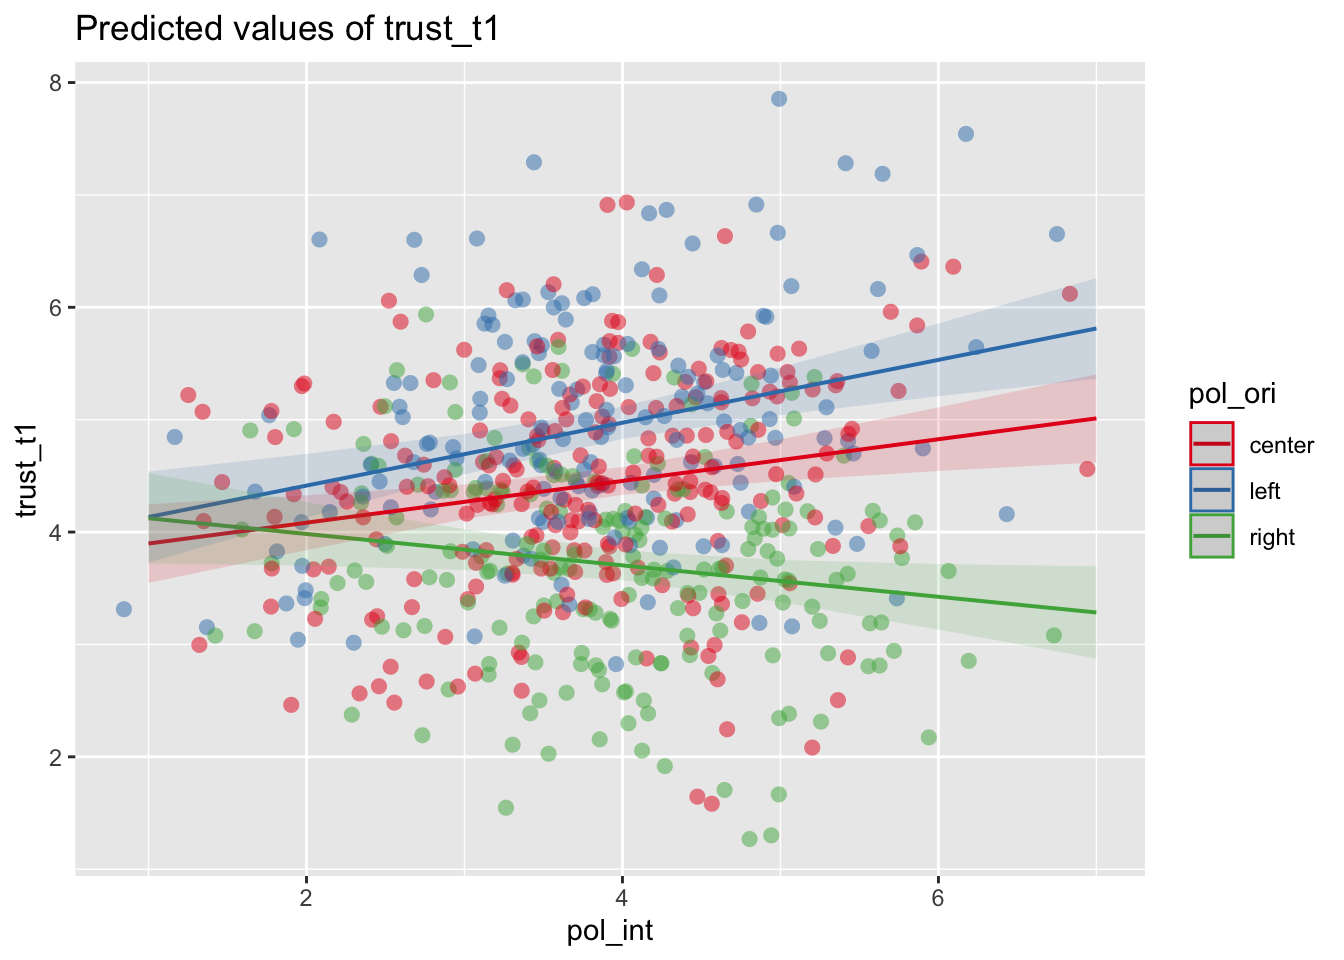 Predicted values of trust_t1
8
6
4
2
trust_t1
2
4
6
pol_int
pol_ori
center
left
right